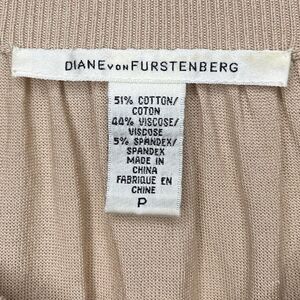 DIANE VON FURSTENBERG
51% COTTON/
COTON
44% VISCOSE/
VISCOSE
5% SPANDEX/
SPANDEX
MADE IN
CHINA
FABRIQUE EN
CHINE
P